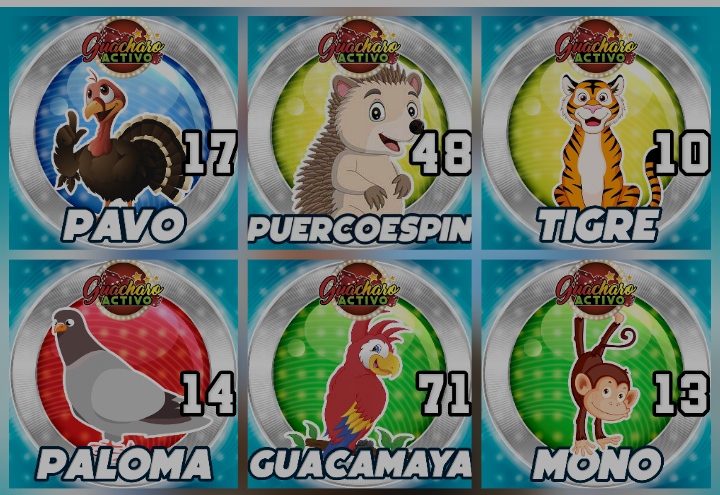 Guacharo
ACTIVO
17
PAVO
Guacharo
ACTIVO
48
PUERCOESPIN
Guacharo
ACTIVO
10
TIGRE
Guacharo
ACTIVO
14
PALOMA
Guacharo
ACTIVO
71
GUACAMAYA
Guacharo
ACTIVO
13
MONO